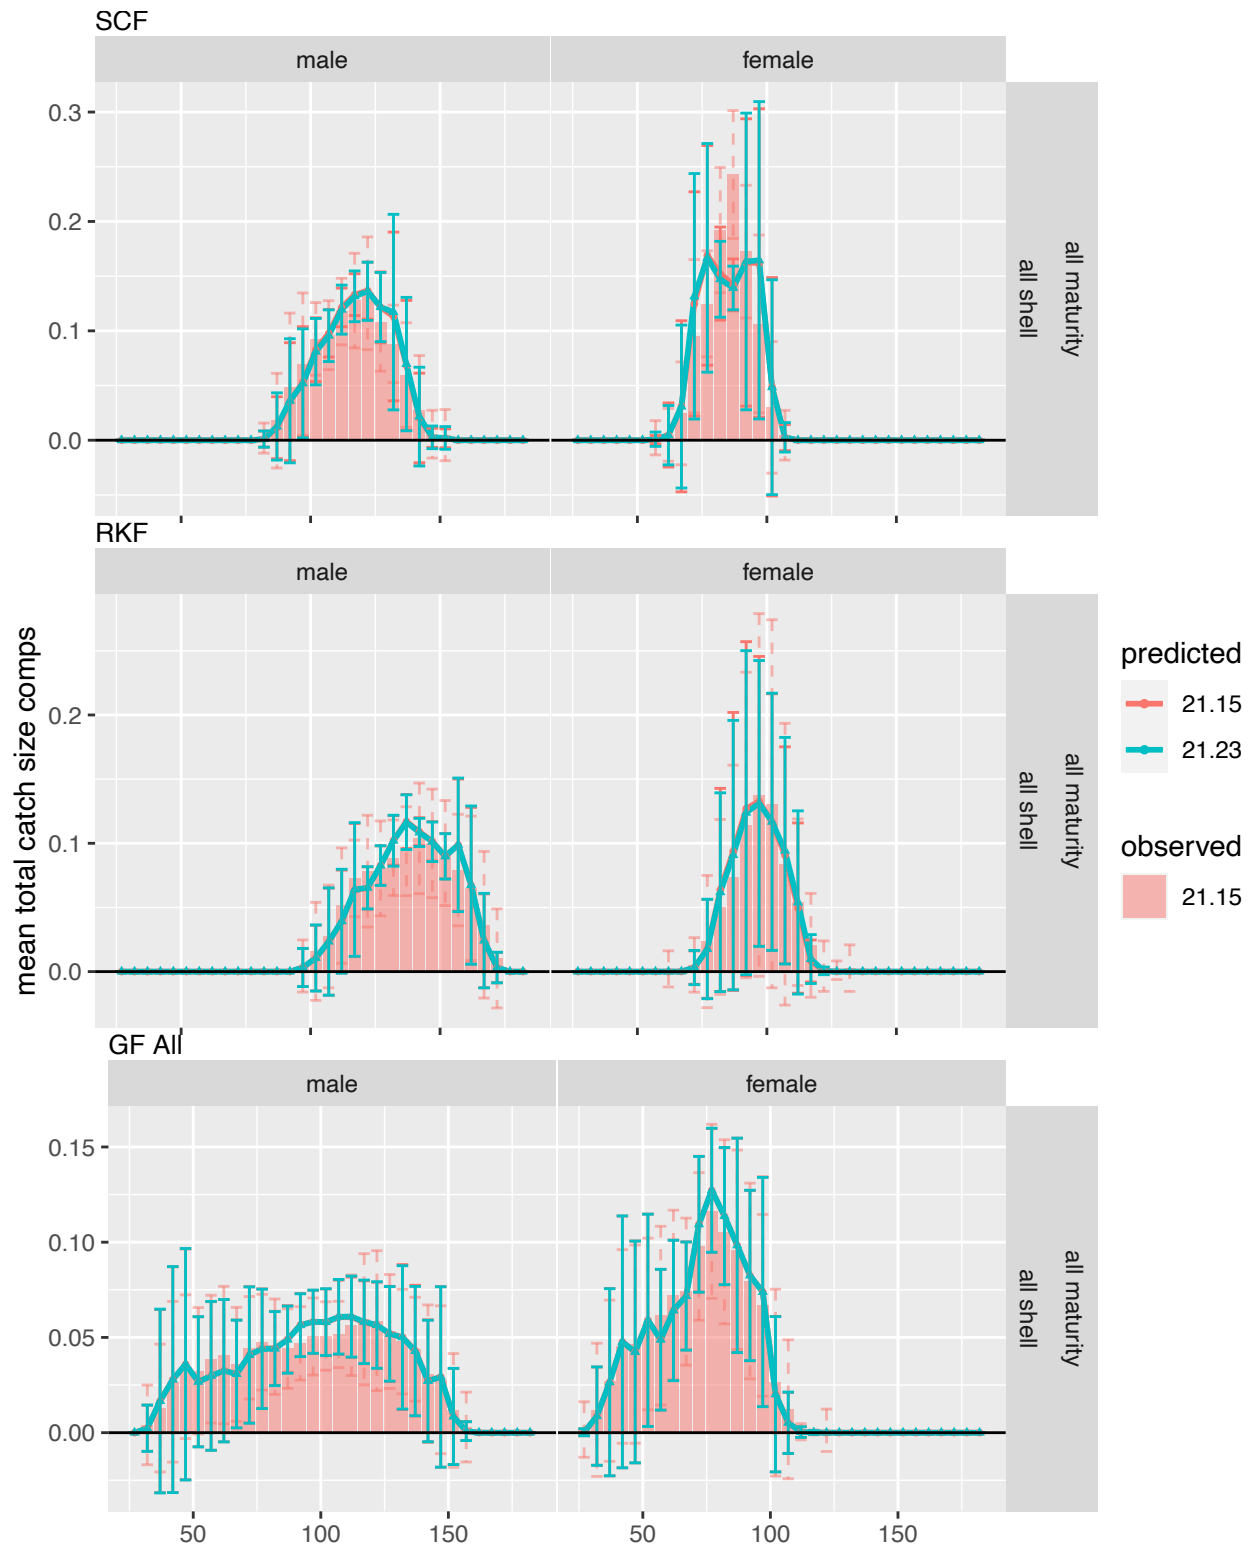 SCF
male female
0.3
0.2
0.1
0.0
all shell
all maturity
RKF
male female
0.2
0.1
0.0
all shell
all maturity
mean total catch size comps
GF All
male female
0.15
0.10
0.05
0.00
all shell
all maturity
50 100 150 50 100 150
predicted
21.15
21.23
observed
21.15